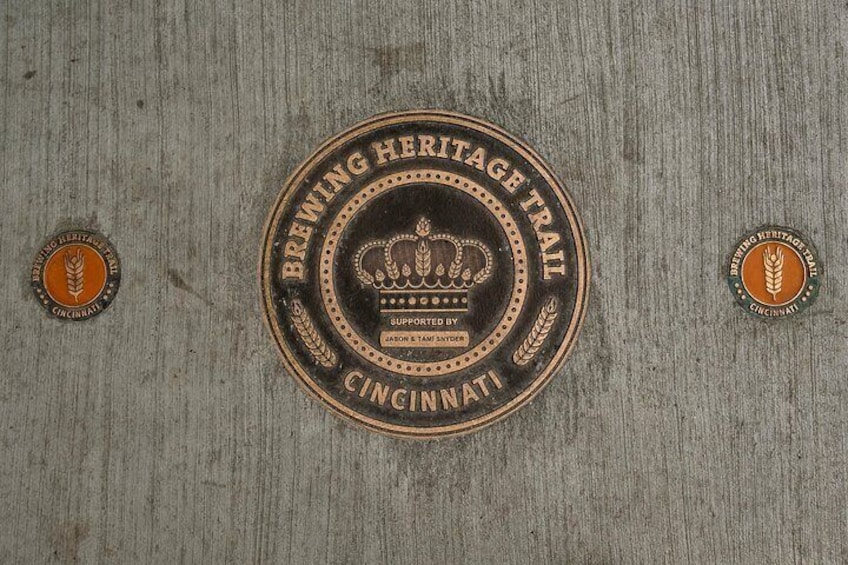 BREWING HERITAGE TRAIL
CINCINNATI
BREWING HERITAGE TRAIL
SUPPORTED BY
JASON & TAMI SNYDER
CINCINNATI
BREWING HERITAGE TRAIL
CINCINNATI